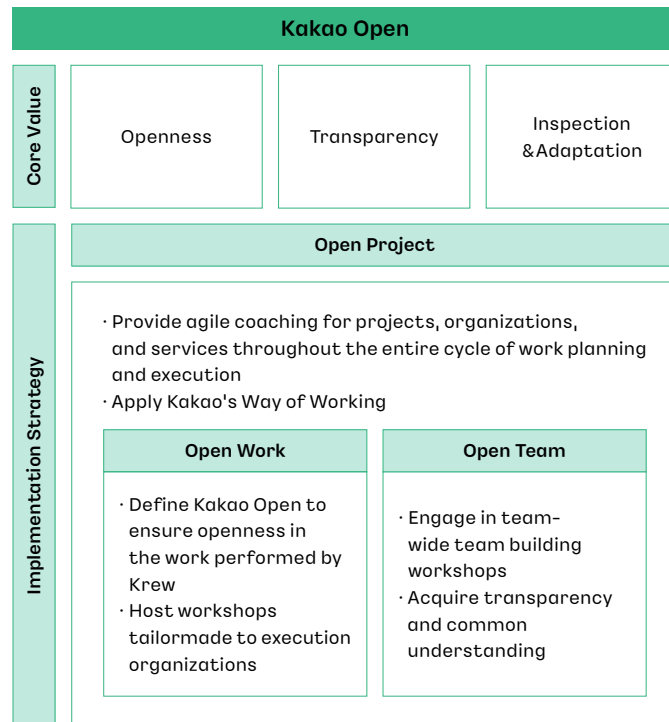 Kakao Open
Core Value
Openness
Transparency
Inspection
&Adaptation
Implementation Strategy
Open Project
· Provide agile coaching for projects, organizations,
and services throughout the entire cycle of work planning
and execution
· Apply Kakao's Way of Working
Open Work
· Define Kakao Open to
ensure openness in
the work performed by
Krew
· Host workshops
tailormade to execution
organizations
Open Team
· Engage in team-
wide team building
workshops
· Acquire transparency
and common
understanding